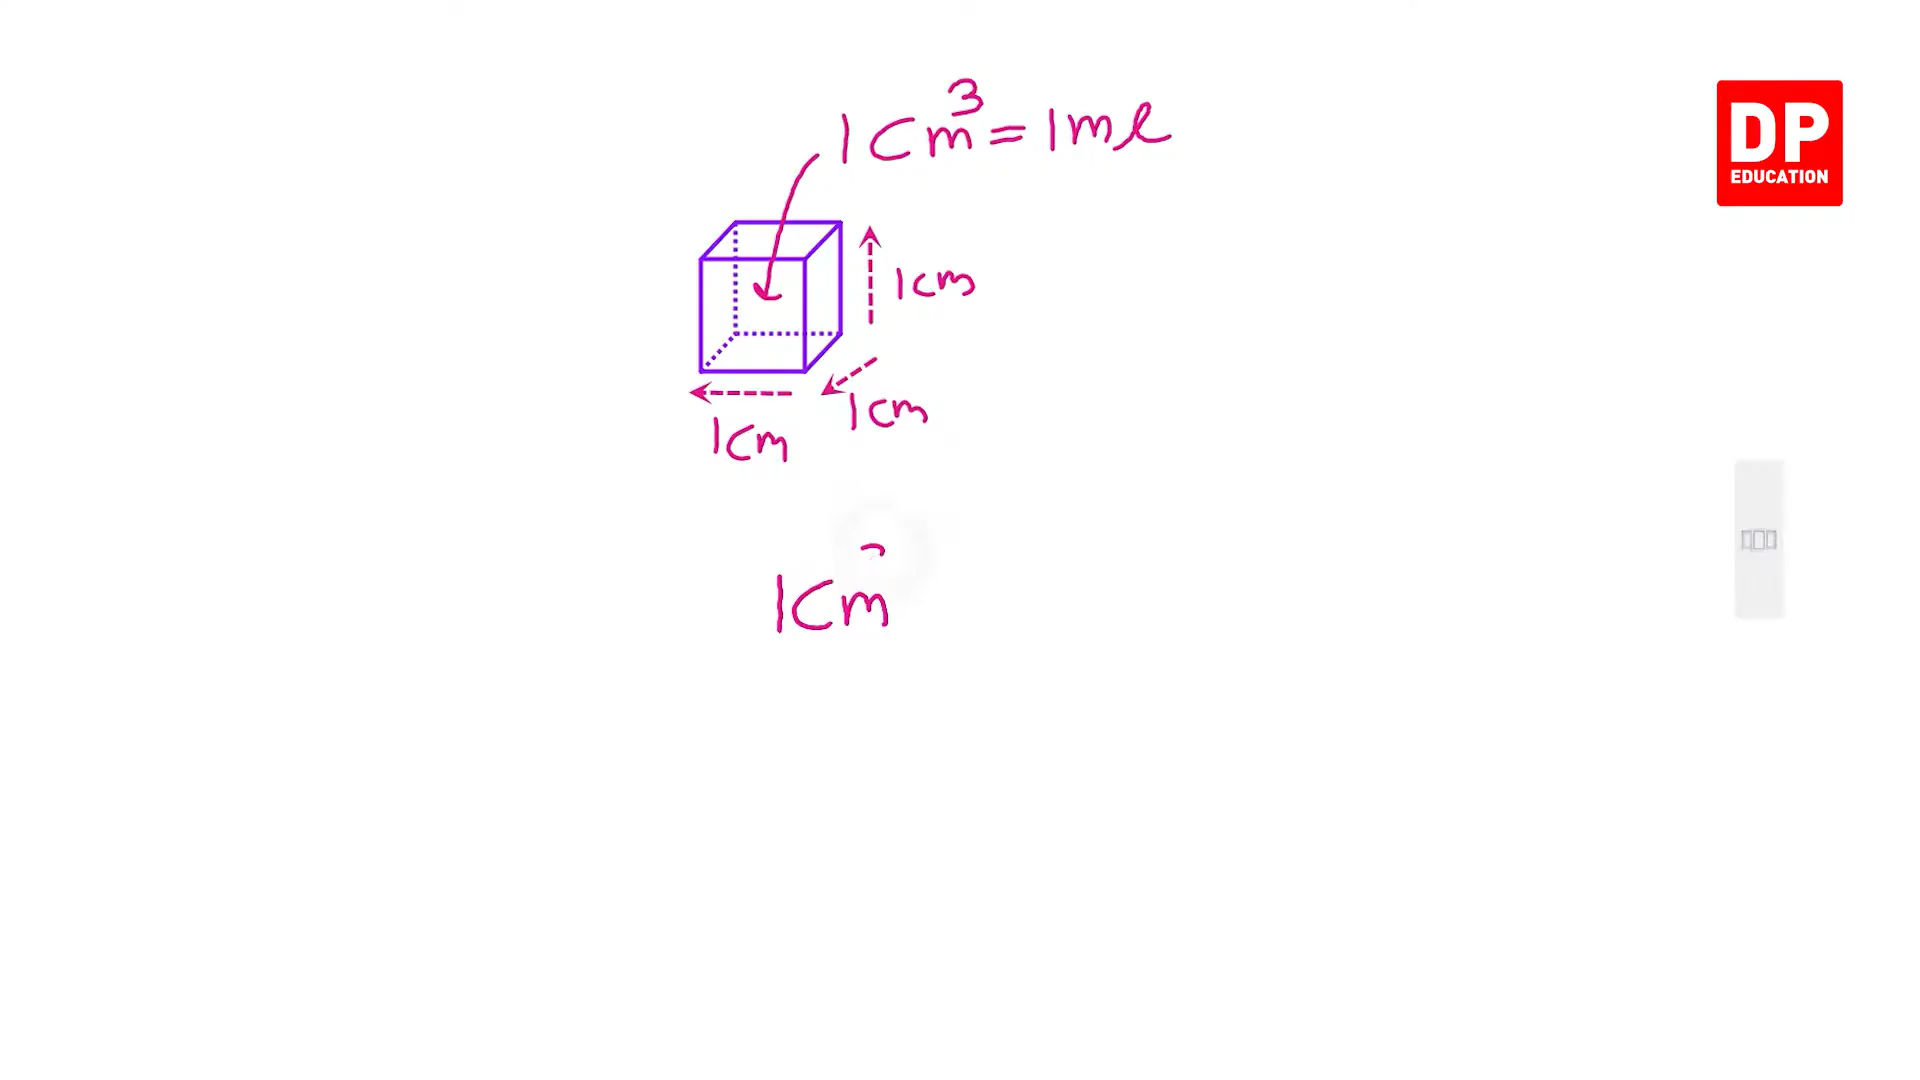 1cm³ = 1ml
DP
EDUCATION
1cm
1cm
1cm
1cm